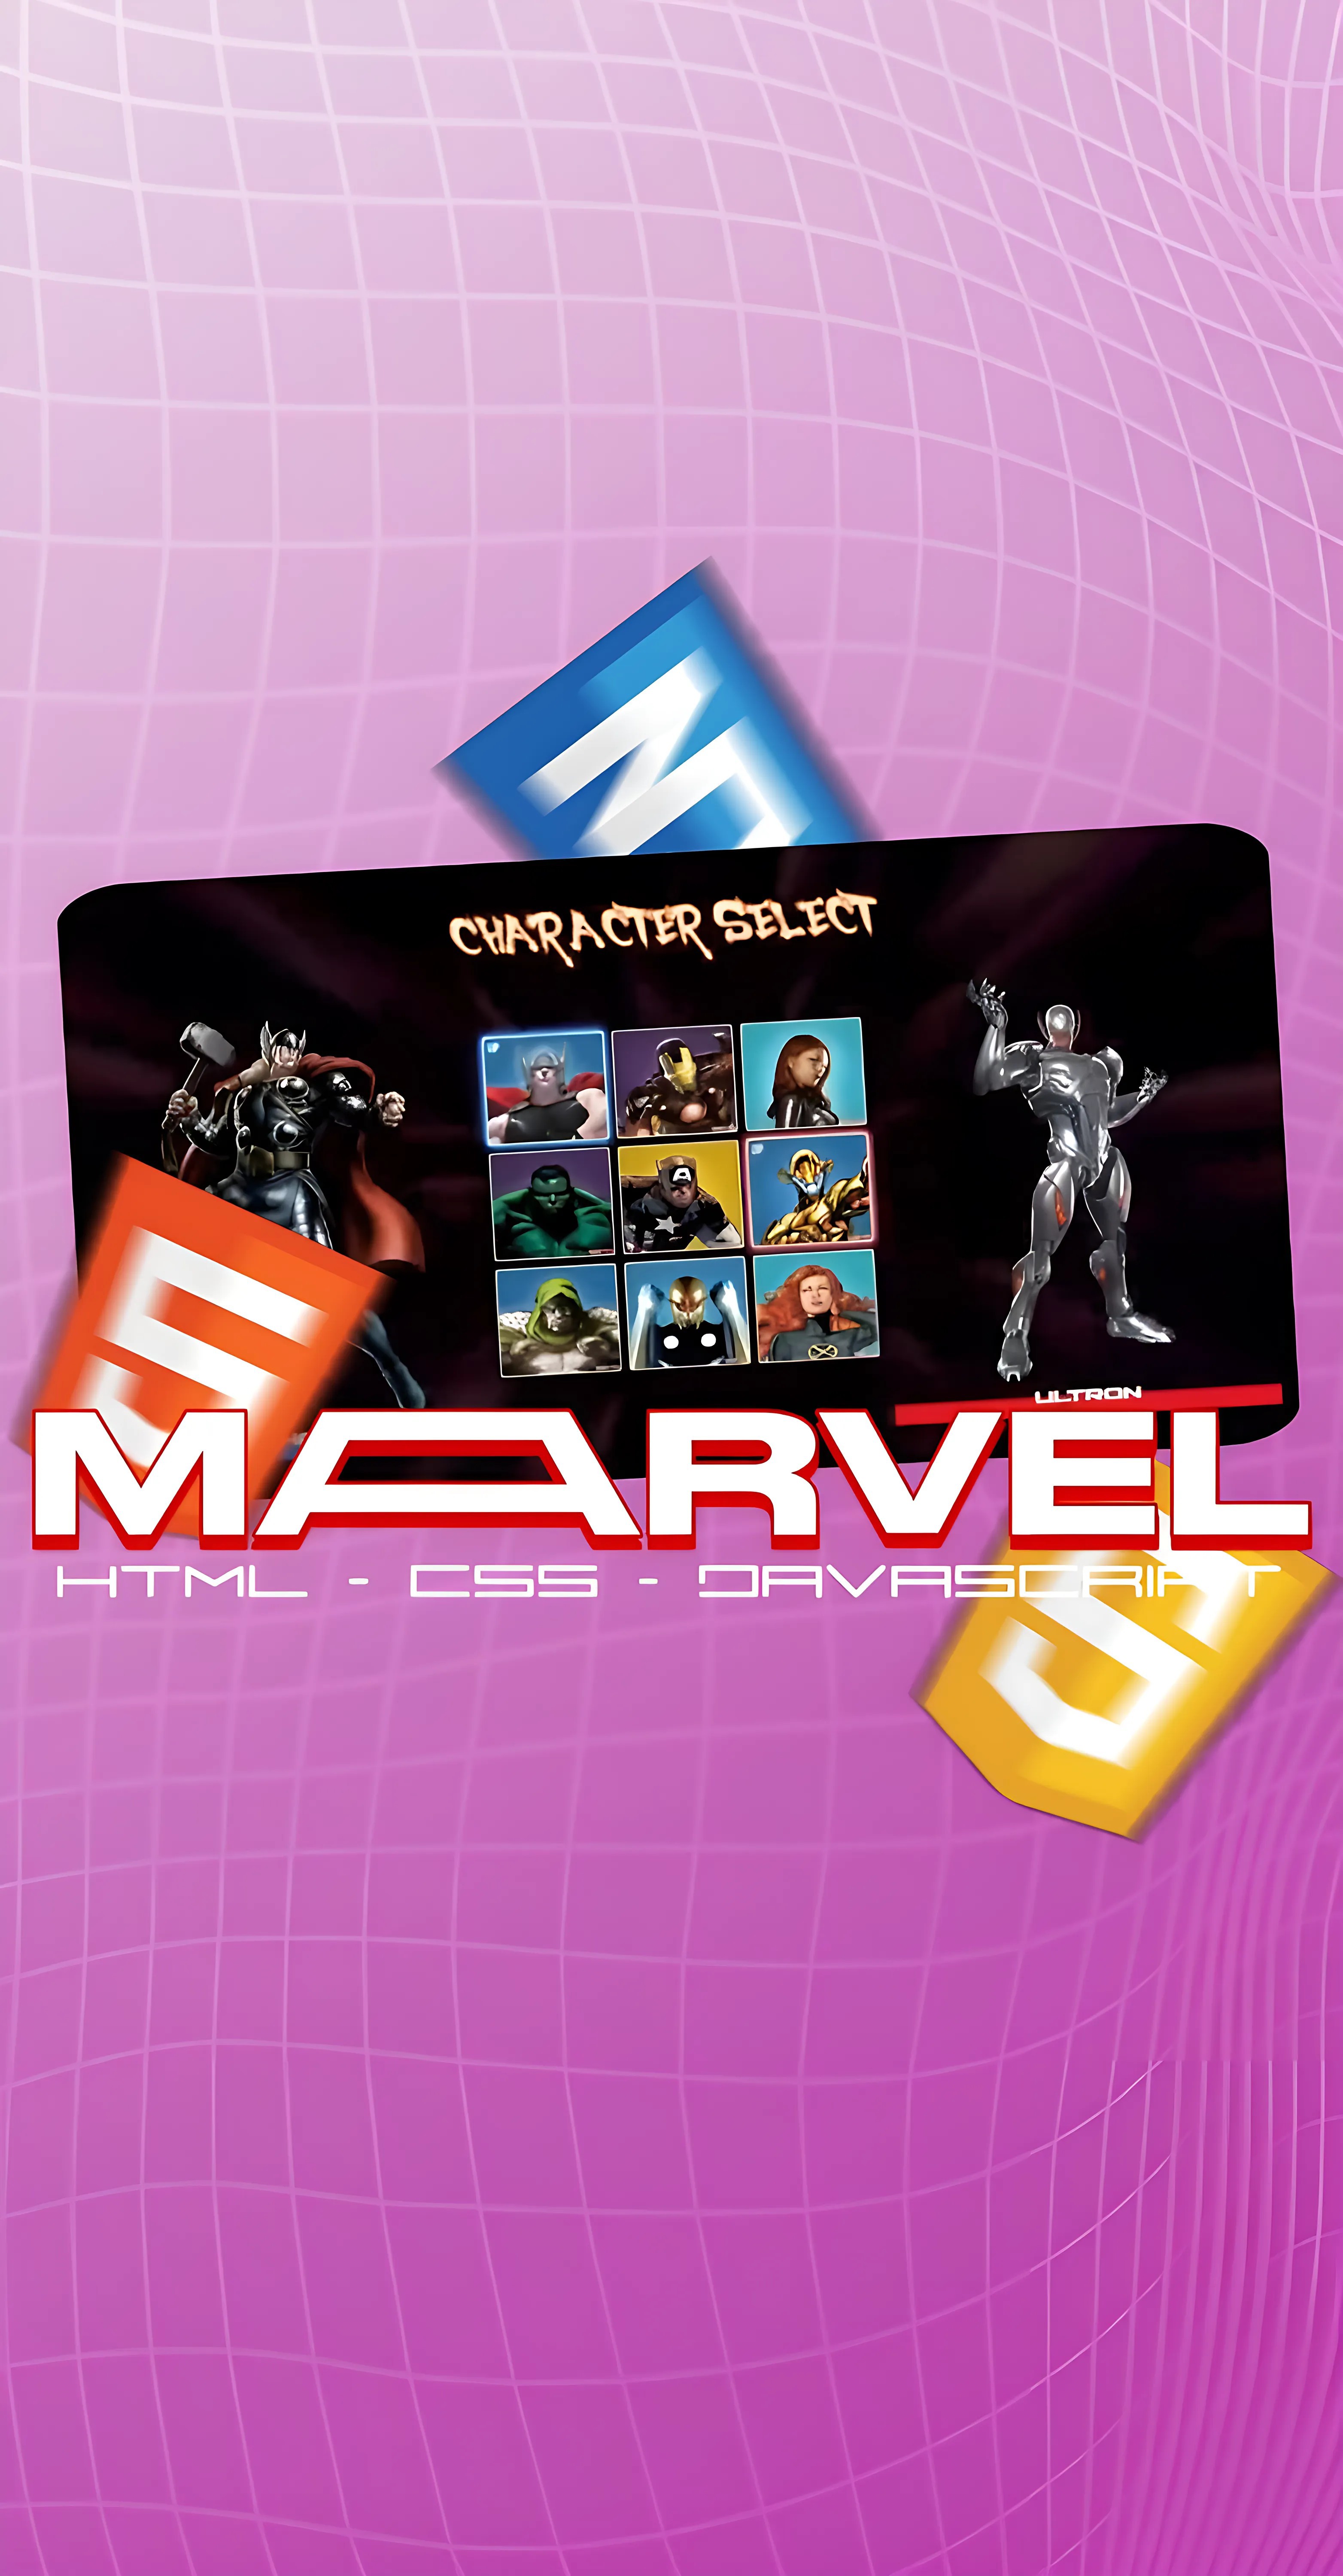 CHARACTER SELECT
ULTRON
MARVEL
HTML - CSS - JAVASCRIPT